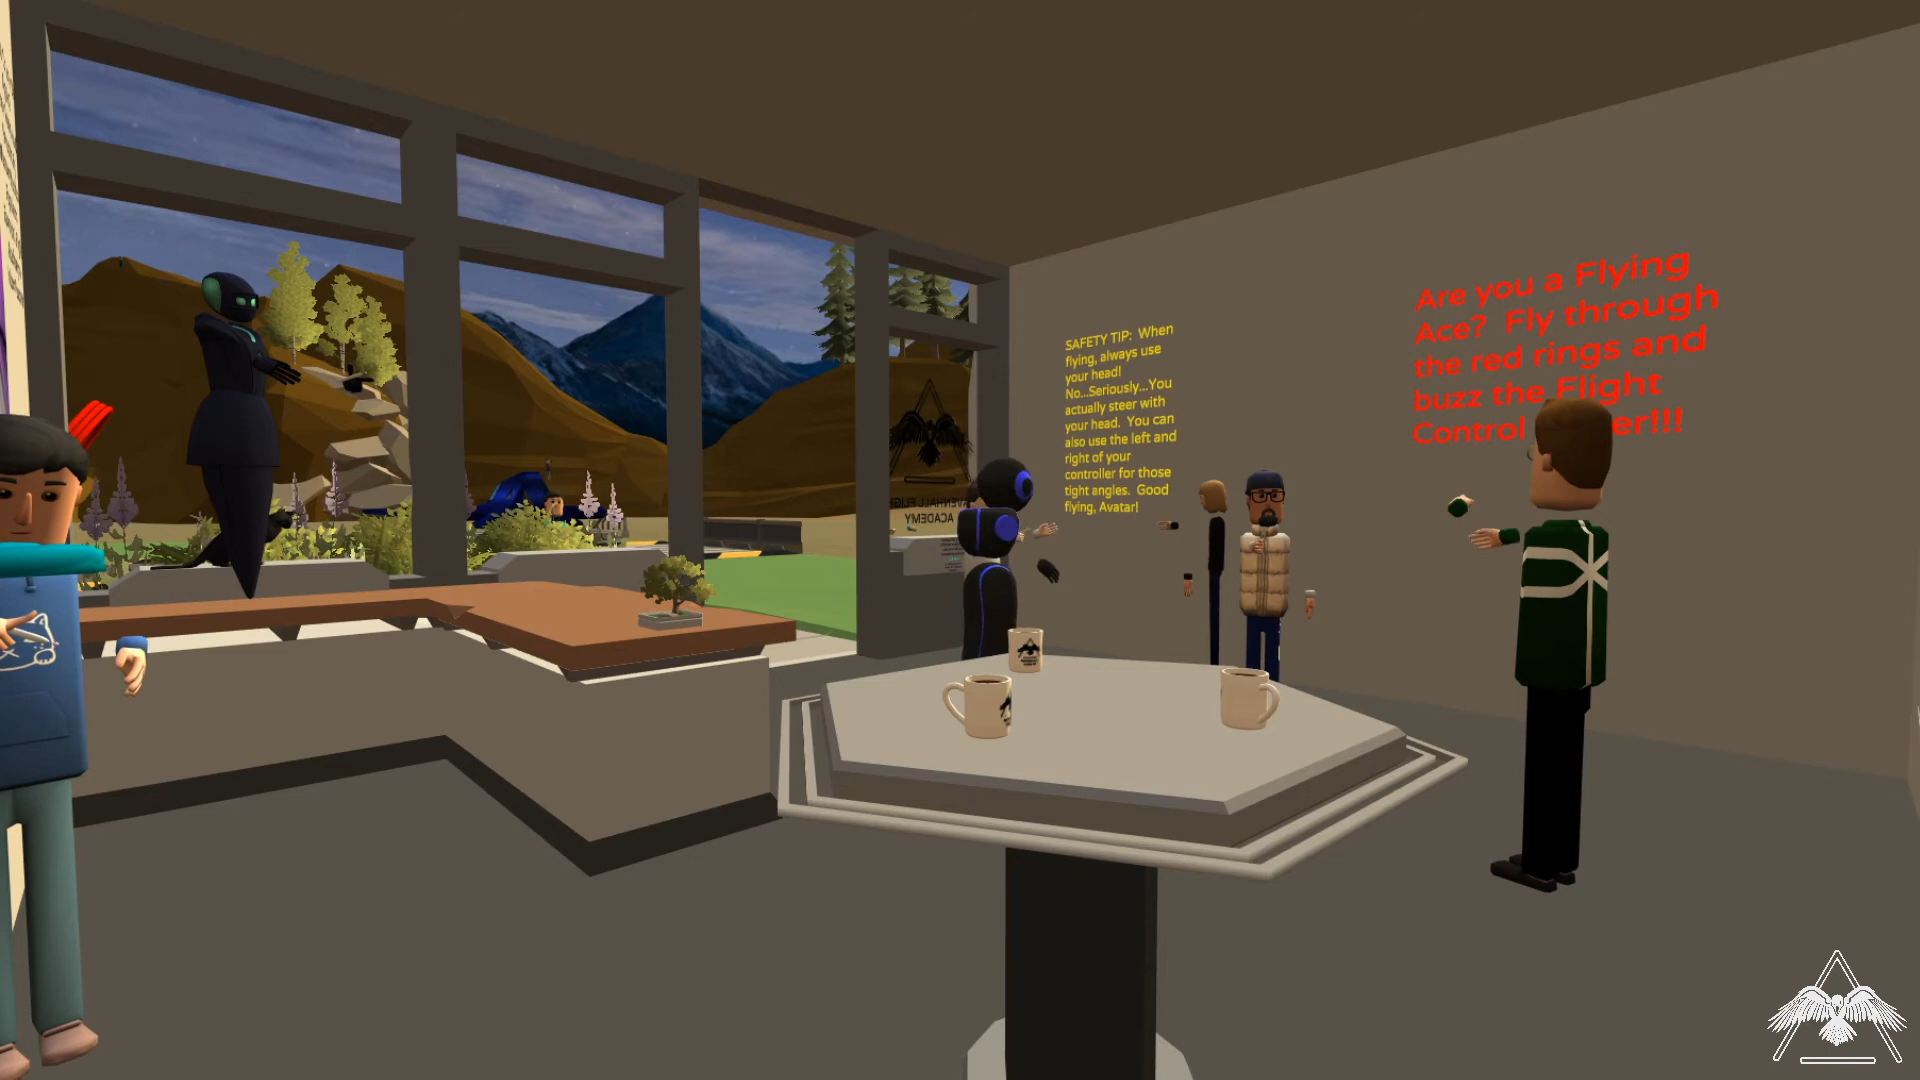 SAFETY TIP: When
flying, always use
your head!
No...Seriously...You
actually steer with
your head. You can
also use the left and
right of your
controller for those
tight angles. Good
flying, Avatar!
Are you a Flying
Ace? Fly through
the red rings and
buzz the Flight
Control
ACADEMY